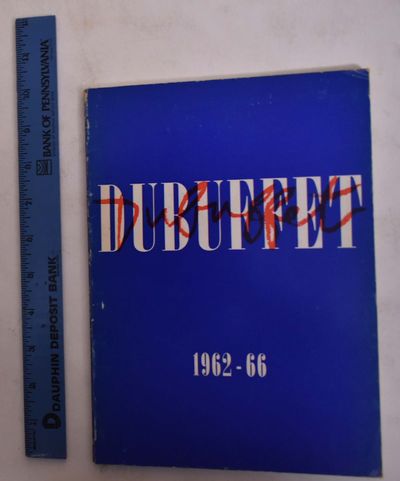 DUBUFFET
Dubuffet
1962-66
BANK OF PENNSYLVANIA
DAUPHIN DEPOSIT BANK